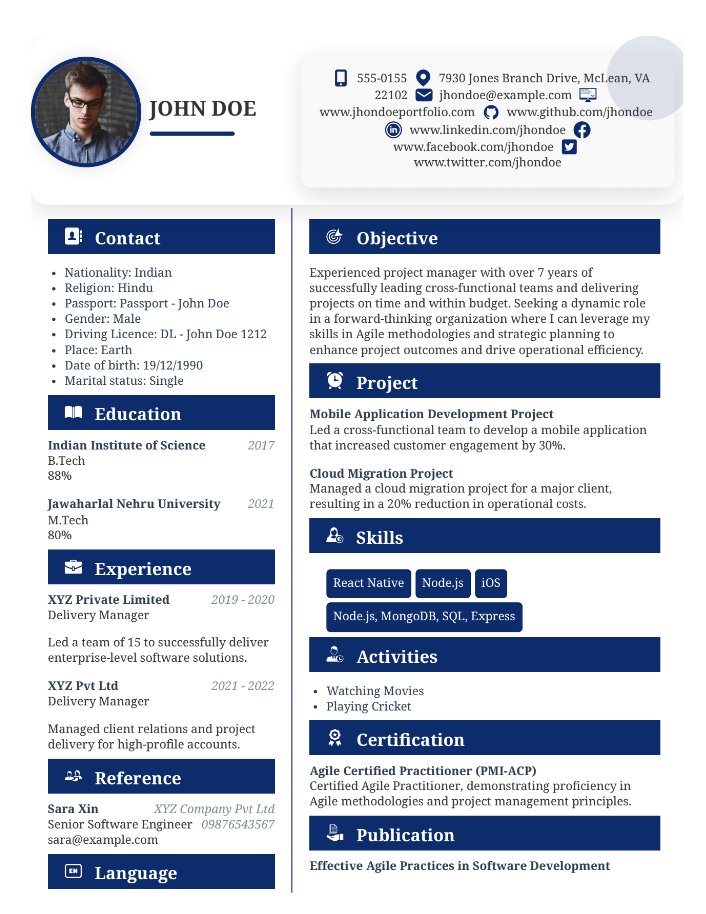 JOHN DOE
555-0155 7930 Jones Branch Drive, McLean, VA
22102 jhondoe@example.com
www.jhondoeportfolio.com www.github.com/jhondoe
www.linkedin.com/jhondoe
www.facebook.com/jhondoe
www.twitter.com/jhondoe
Contact
• Nationality: Indian
• Religion: Hindu
• Passport: Passport - John Doe
• Gender: Male
• Driving Licence: DL - John Doe 1212
• Place: Earth
• Date of birth: 19/12/1990
• Marital status: Single
Education
Indian Institute of Science 2017
B.Tech
88%
Jawaharlal Nehru University 2021
M.Tech
80%
Experience
XYZ Private Limited 2019 - 2020
Delivery Manager
Led a team of 15 to successfully deliver
enterprise-level software solutions.
XYZ Pvt Ltd 2021 - 2022
Delivery Manager
Managed client relations and project
delivery for high-profile accounts.
Reference
Sara Xin XYZ Company Pvt Ltd
Senior Software Engineer 09876543567
sara@example.com
Language
Objective
Experienced project manager with over 7 years of
successfully leading cross-functional teams and delivering
projects on time and within budget. Seeking a dynamic role
in a forward-thinking organization where I can leverage my
skills in Agile methodologies and strategic planning to
enhance project outcomes and drive operational efficiency.
Project
Mobile Application Development Project
Led a cross-functional team to develop a mobile application
that increased customer engagement by 30%.
Cloud Migration Project
Managed a cloud migration project for a major client,
resulting in a 20% reduction in operational costs.
Skills
React Native Node.js iOS
Node.js, MongoDB, SQL, Express
Activities
• Watching Movies
• Playing Cricket
Certification
Agile Certified Practitioner (PMI-ACP)
Certified Agile Practitioner, demonstrating proficiency in
Agile methodologies and project management principles.
Publication
Effective Agile Practices in Software Development